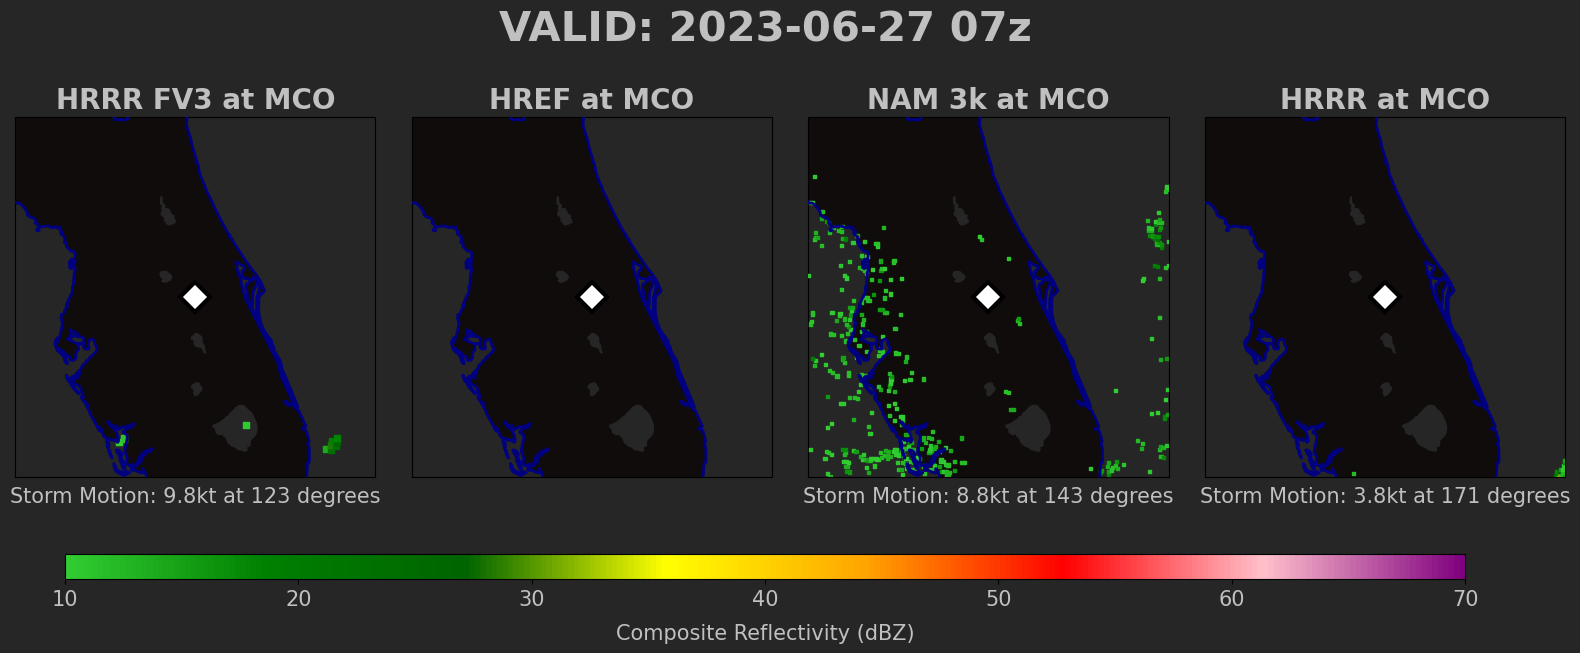 VALID: 2023-06-27 07z
HRRR FV3 at MCO
HREF at MCO
NAM 3k at MCO
HRRR at MCO
Storm Motion: 9.8kt at 123 degrees
Storm Motion: 8.8kt at 143 degrees
Storm Motion: 3.8kt at 171 degrees
10 20 30 40 50 60 70
Composite Reflectivity (dBZ)